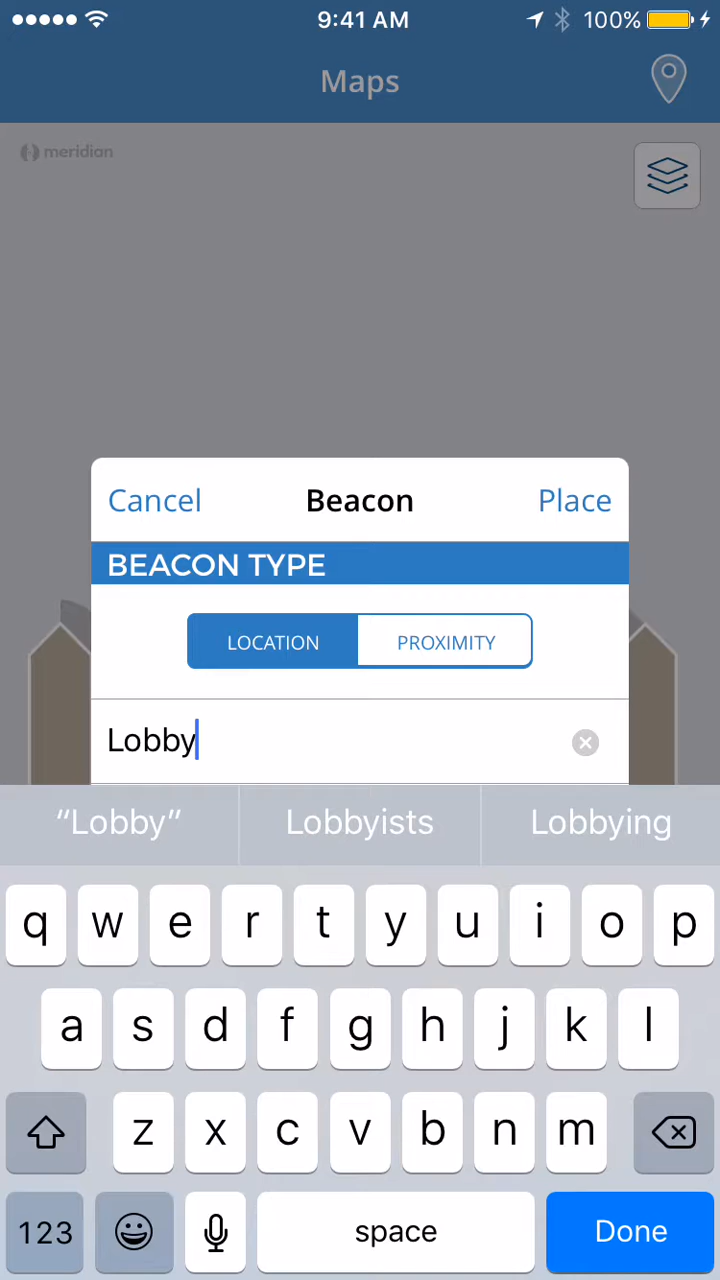 9:41 AM 100%
Maps
meridian
Cancel Beacon Place
BEACON TYPE
LOCATION PROXIMITY
Lobby
“Lobby” Lobbyists Lobbying
q w e r t y u i o p
a s d f g h j k l
z x c v b n m
123 space Done